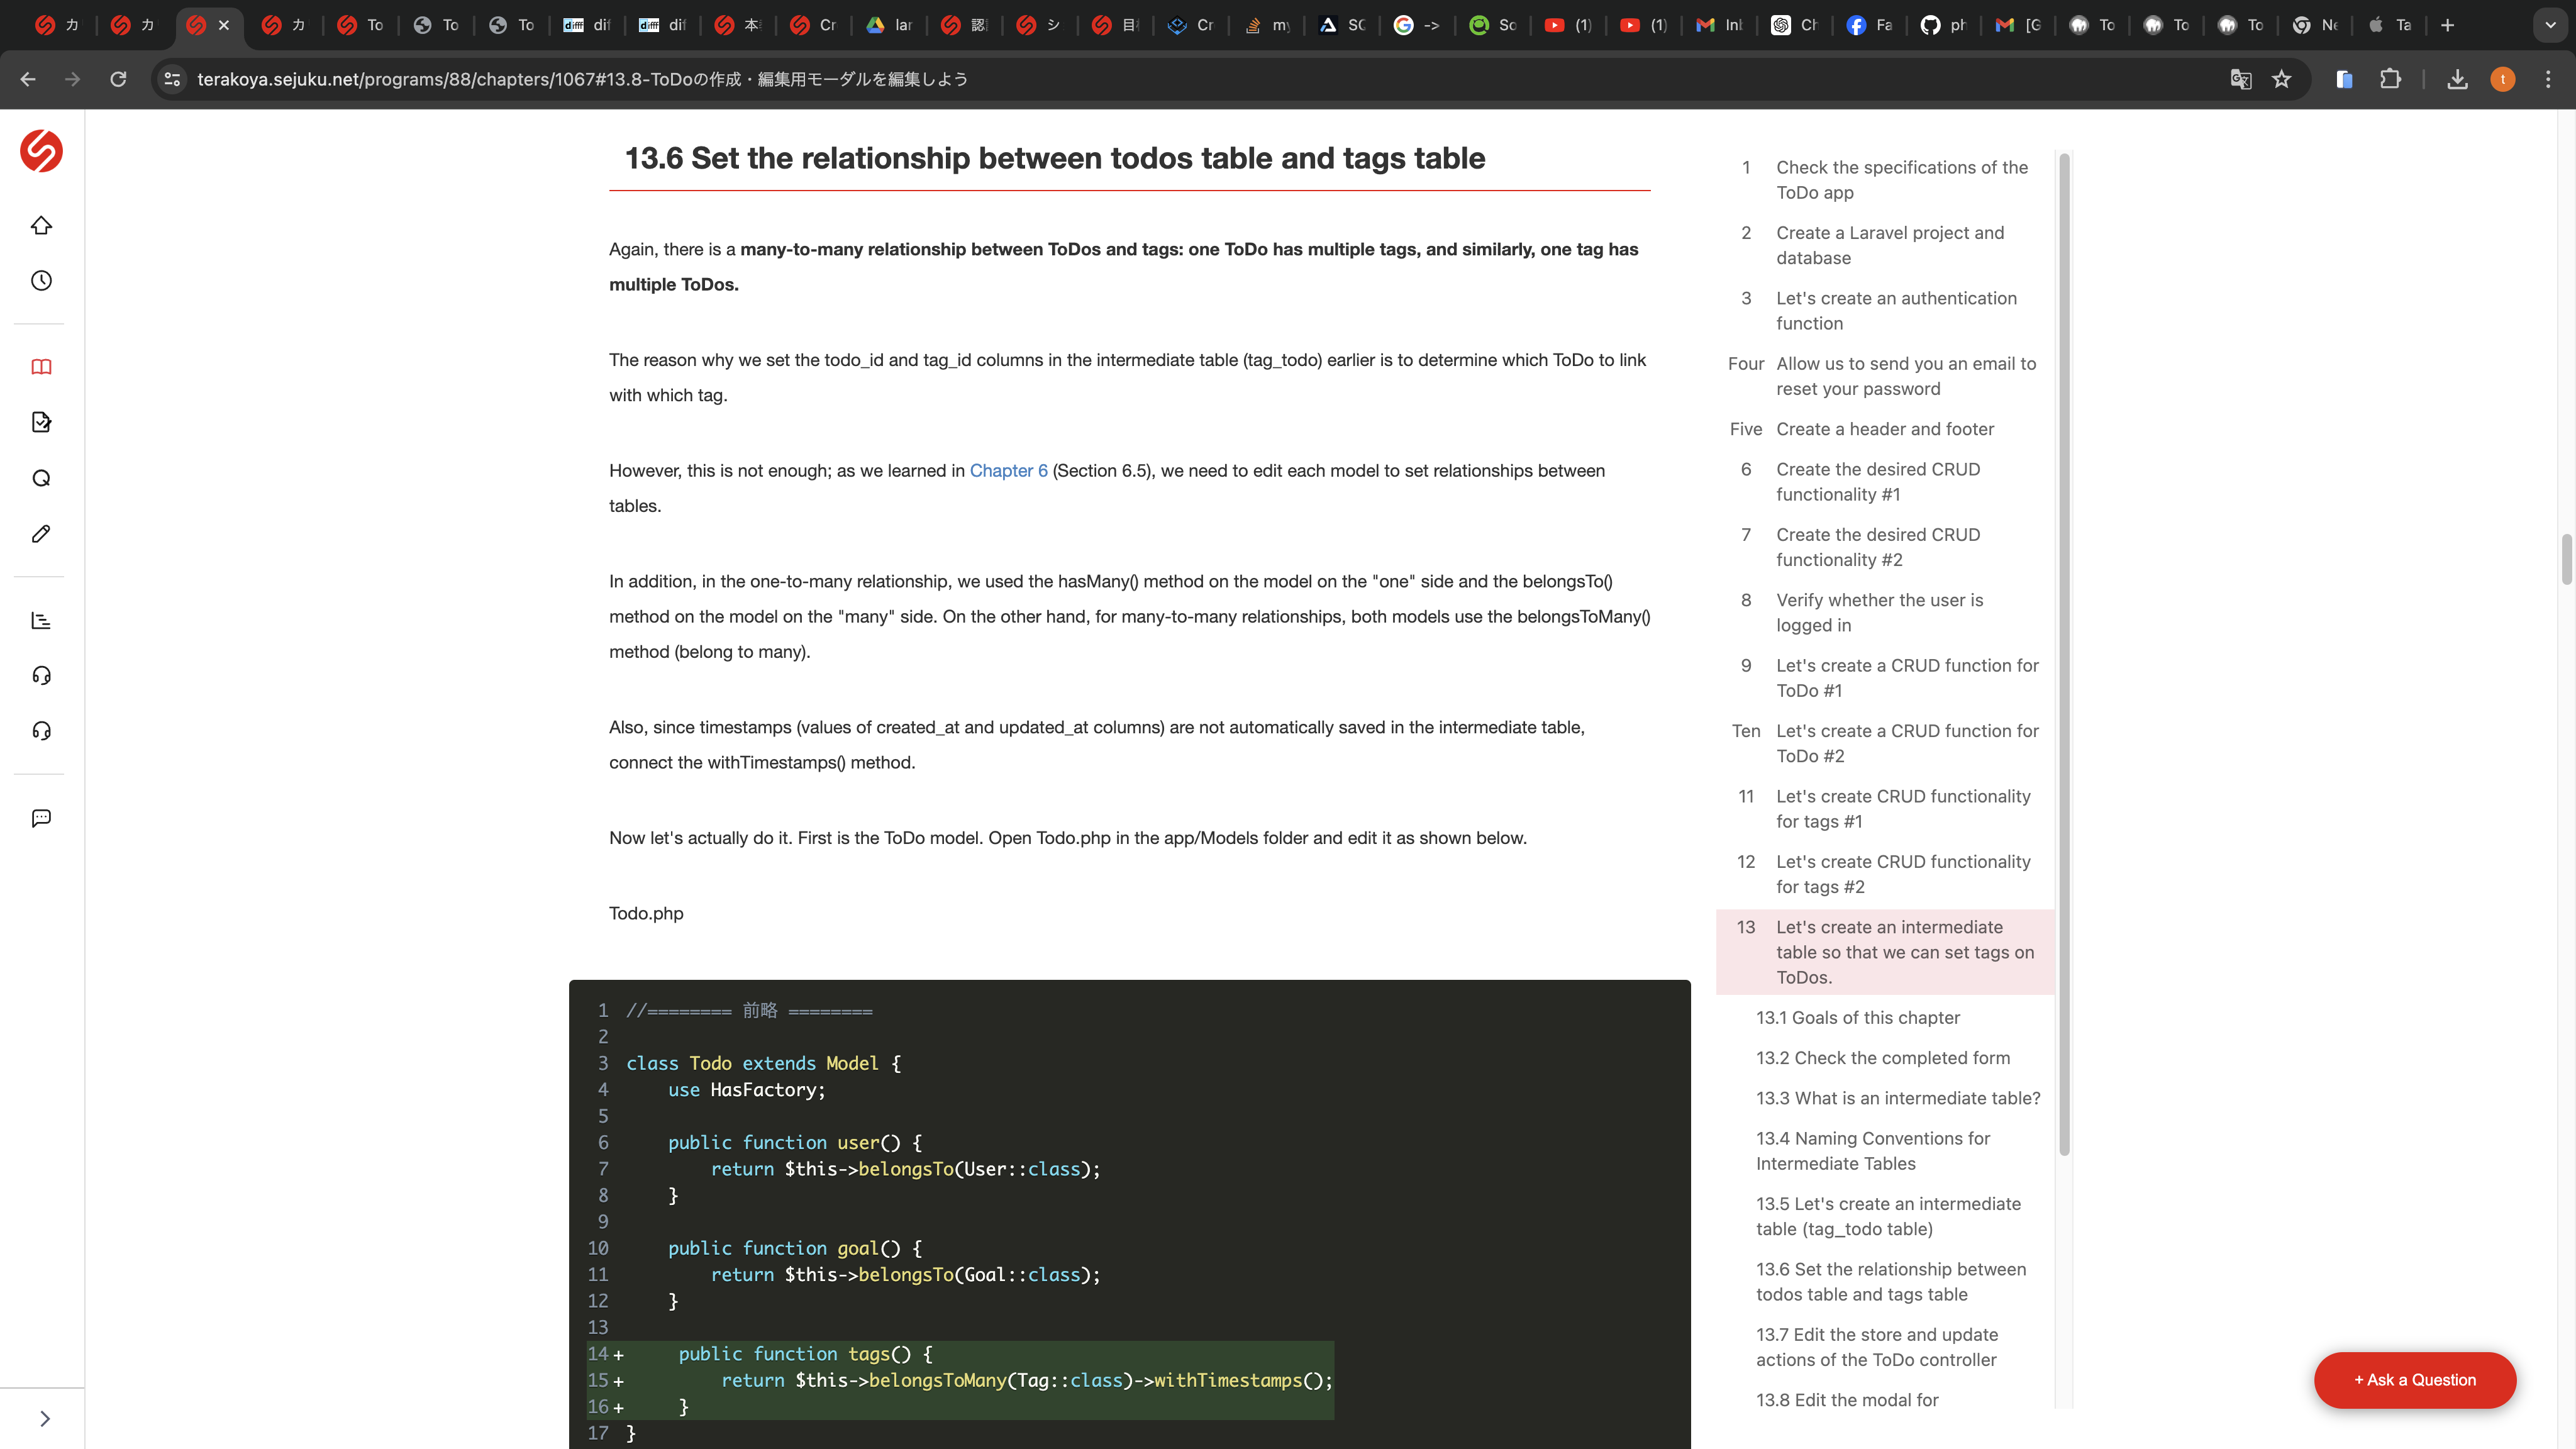 カ
カ
カ
To
To
To
dif
dif
本
Cr
lar
認
シ
目
Cr
my
SC
->
So
(1)
(1)
Inb
Ch
Fa
ph
[G
To
To
To
Ne
Ta
terakoya.sejuku.net/programs/88/chapters/1067#13.8-ToDoの作成・編集用モーダルを編集しよう
t
13.6 Set the relationship between todos table and tags table
Again, there is a many-to-many relationship between ToDos and tags: one ToDo has multiple tags, and similarly, one tag has
multiple ToDos.
The reason why we set the todo_id and tag_id columns in the intermediate table (tag_todo) earlier is to determine which ToDo to link
with which tag.
However, this is not enough; as we learned in Chapter 6 (Section 6.5), we need to edit each model to set relationships between
tables.
In addition, in the one-to-many relationship, we used the hasMany() method on the model on the "one" side and the belongsTo()
method on the model on the "many" side. On the other hand, for many-to-many relationships, both models use the belongsToMany()
method (belong to many).
Also, since timestamps (values of created_at and updated_at columns) are not automatically saved in the intermediate table,
connect the withTimestamps() method.
Now let's actually do it. First is the ToDo model. Open Todo.php in the app/Models folder and edit it as shown below.
Todo.php
1 //======== 前略 ========
2
3 class Todo extends Model {
4     use HasFactory;
5
6     public function user() {
7         return $this->belongsTo(User::class);
8     }
9
10     public function goal() {
11         return $this->belongsTo(Goal::class);
12     }
13
14 +     public function tags() {
15 +         return $this->belongsToMany(Tag::class)->withTimestamps();
16 +     }
17 }
1 Check the specifications of the
ToDo app
2 Create a Laravel project and
database
3 Let's create an authentication
function
Four Allow us to send you an email to
reset your password
Five Create a header and footer
6 Create the desired CRUD
functionality #1
7 Create the desired CRUD
functionality #2
8 Verify whether the user is
logged in
9 Let's create a CRUD function for
ToDo #1
Ten Let's create a CRUD function for
ToDo #2
11 Let's create CRUD functionality
for tags #1
12 Let's create CRUD functionality
for tags #2
13 Let's create an intermediate
table so that we can set tags on
ToDos.
13.1 Goals of this chapter
13.2 Check the completed form
13.3 What is an intermediate table?
13.4 Naming Conventions for
Intermediate Tables
13.5 Let's create an intermediate
table (tag_todo table)
13.6 Set the relationship between
todos table and tags table
13.7 Edit the store and update
actions of the ToDo controller
13.8 Edit the modal for
+ Ask a Question